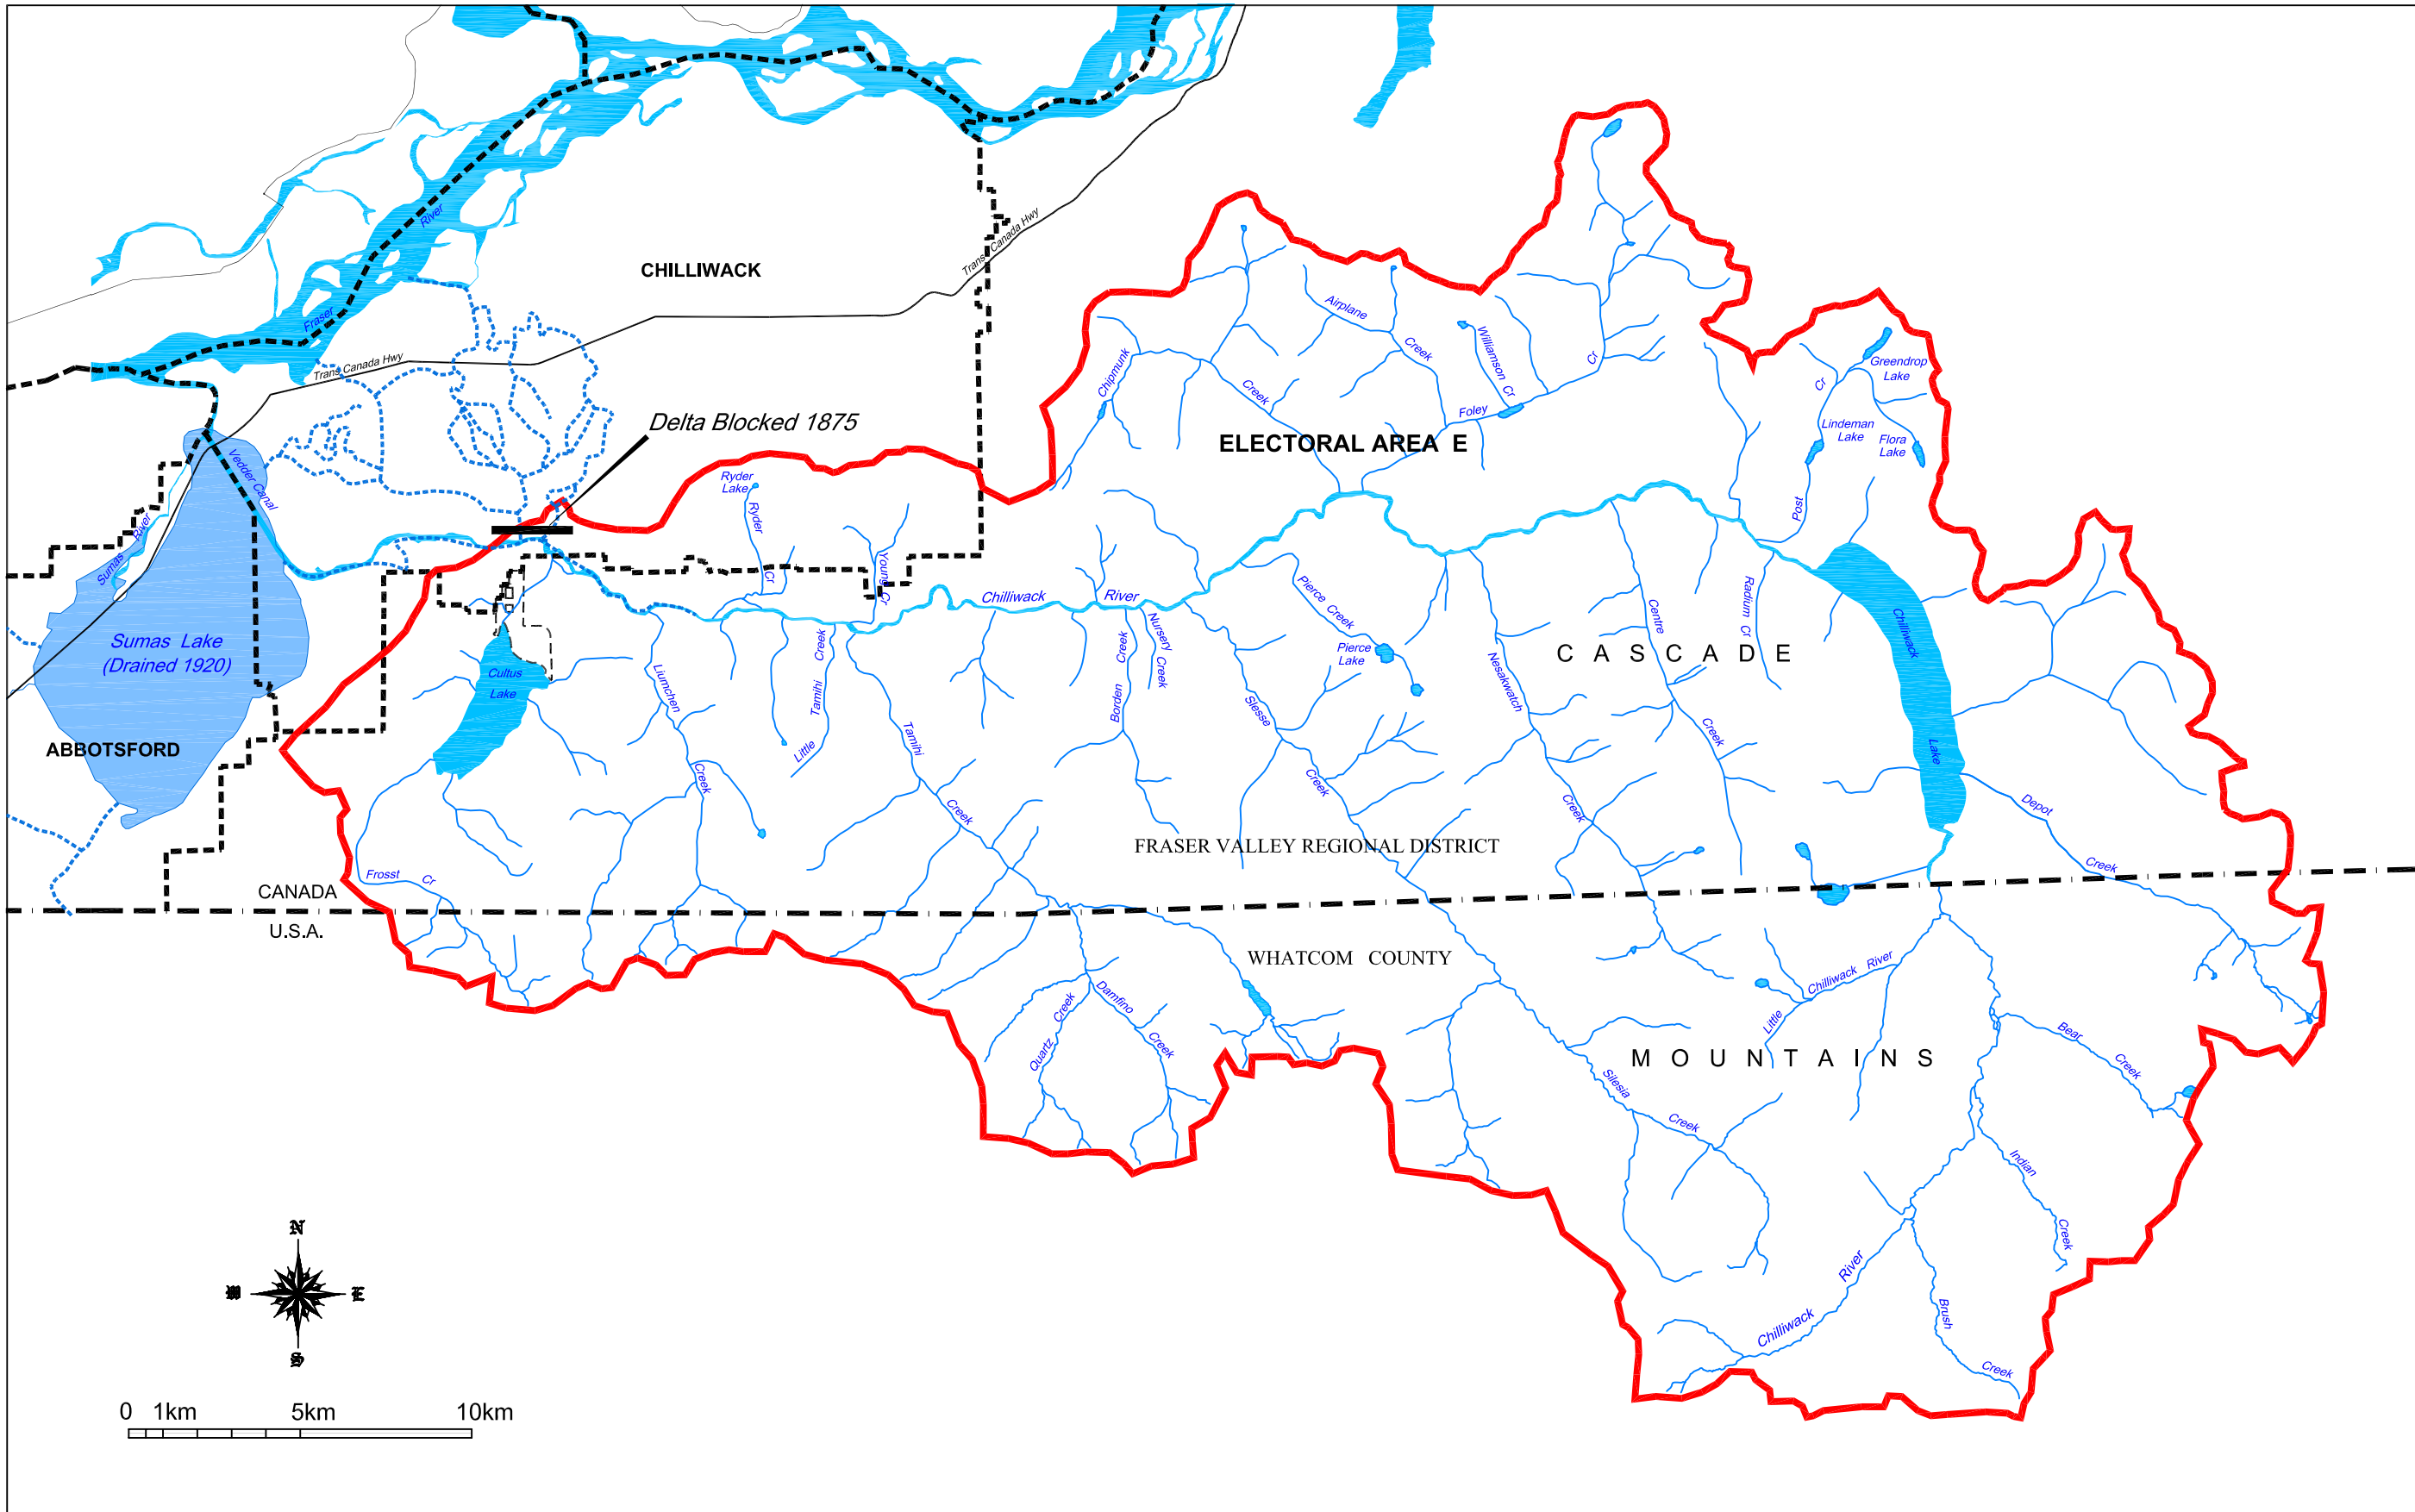 River
CHILLIWACK
Trans Canada Hwy
Fraser
Trans Canada Hwy
Delta Blocked 1875
Vedder Canal
Sumas River
Sumas Lake
(Drained 1920)
ABBOTSFORD
Ryder
Lake
Ryder
Cr
Young Cr
Chipmunk
Creek
Airplane
Creek
Williamson Cr
Foley
Cr
ELECTORAL AREA E
Greendrop
Lake
Cr
Lindeman
Lake
Flora
Lake
Post
Chilliwack River
Cultus
Lake
Liumchen
Creek
Little
Tamihi
Creek
Tamihi
Creek
Borden
Creek
Nursery
Creek
Pierce Creek
Pierce
Lake
Slesse
Creek
Nesakwatch
Creek
Centre
Creek
Radium Cr
CASCADE
Chilliwack
Lake
Depot
Creek
FRASER VALLEY REGIONAL DISTRICT
Frosst Cr
CANADA
U.S.A.
WHATCOM COUNTY
Quartz
Creek
Damfino
Creek
Little
Chilliwack River
MOUNTAINS
Silesia
Creek
Bear
Creek
Indian
Creek
Chilliwack
River
Brush
Creek
N
W
E
S
0 1km 5km 10km